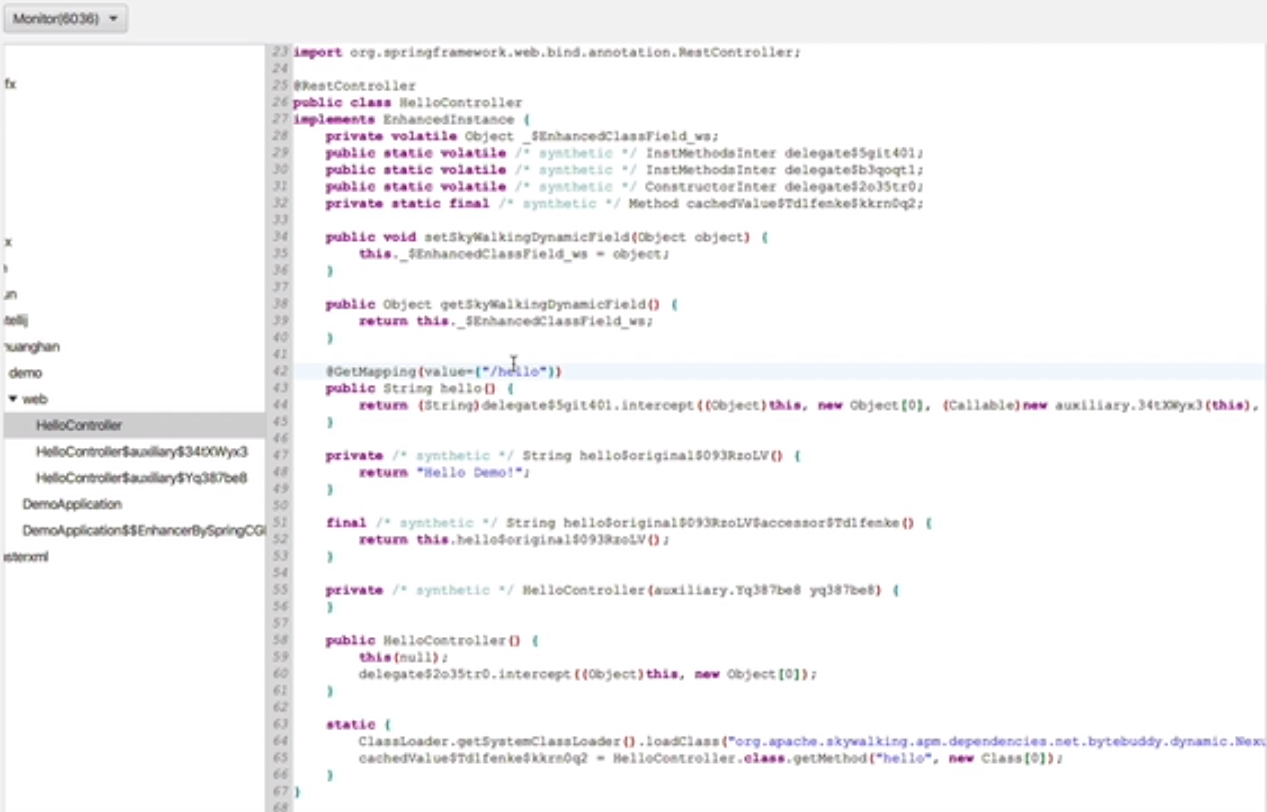 Monitor(6036)
fx
x
un
tellij
huanghan
demo
web
HelloController
HelloController$auxiliary$34tXWyx3
HelloController$auxiliary$Yq387be8
DemoApplication
DemoApplication$$EnhancerBySpringCGI
sterxml
23 import org.springframework.web.bind.annotation.RestController;
24
25 @RestController
26 public class HelloController
27 implements EnhancedInstance {
28 private volatile Object _$EnhancedClassField_ws;
29 public static volatile /* synthetic */ InstMethodsInter delegate$5git401;
30 public static volatile /* synthetic */ InstMethodsInter delegate$b3qoqt1;
31 public static volatile /* synthetic */ ConstructorInter delegate$2o35tr0;
32 private static final /* synthetic */ Method cachedValue$Td1fenke$kkrn0q2;
33
34 public void setSkyWalkingDynamicField(Object object) {
35 this._$EnhancedClassField_ws = object;
36 }
37
38 public Object getSkyWalkingDynamicField() {
39 return this._$EnhancedClassField_ws;
40 }
41
42 @GetMapping(value={"/hello"})
43 public String hello() {
44 return (String)delegate$5git401.intercept((Object)this, new Object[0], (Callable)new auxiliary.34tXWyx3(this),
45 }
46
47 private /* synthetic */ String hello$original$093RzoLV() {
48 return "Hello Demo!";
49 }
50
51 final /* synthetic */ String hello$original$093RzoLV$accessor$Td1fenke() {
52 return this.hello$original$093RzoLV();
53 }
54
55 private /* synthetic */ HelloController(auxiliary.Yq387be8 yq387be8) {
56 }
57
58 public HelloController() {
59 this(null);
60 delegate$2o35tr0.intercept((Object)this, new Object[0]);
61 }
62
63 static {
64 ClassLoader.getSystemClassLoader().loadClass("org.apache.skywalking.apm.dependencies.net.bytebuddy.dynamic.Nexu
65 cachedValue$Td1fenke$kkrn0q2 = HelloController.class.getMethod("hello", new Class[0]);
66 }
67 }
68